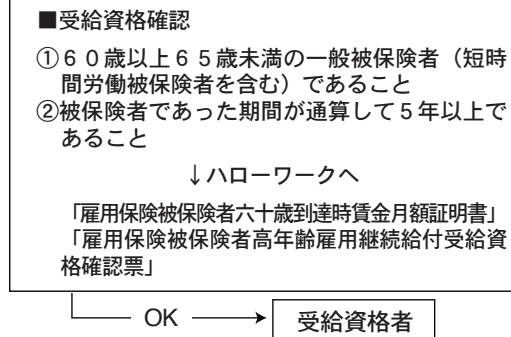 ■受給資格確認
①６０歳以上６５歳未満の一般被保険者（短時
間労働被保険者を含む）であること
②被保険者であった期間が通算して５年以上で
あること
↓ハローワークへ
「雇用保険被保険者六十歳到達時賃金月額証明書」
「雇用保険被保険者高年齢雇用継続給付受給資
格確認票」
OK
受給資格者